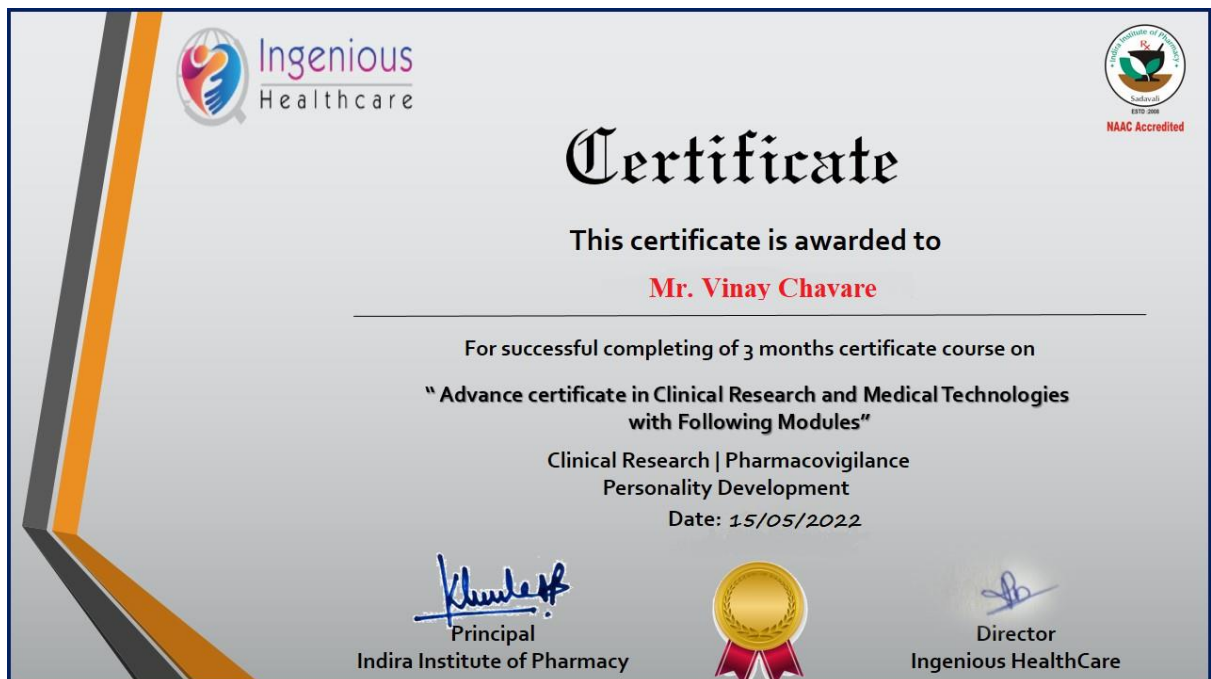 Ingenious
Healthcare
Indira Institute of Pharmacy
Rx
Sadavali
ESTD :2006
NAAC Accredited
Certificate
This certificate is awarded to
Mr. Vinay Chavare
For successful completing of 3 months certificate course on
“ Advance certificate in Clinical Research and Medical Technologies
with Following Modules”
Clinical Research | Pharmacovigilance
Personality Development
Date: 15/05/2022
Principal
Indira Institute of Pharmacy
Director
Ingenious HealthCare